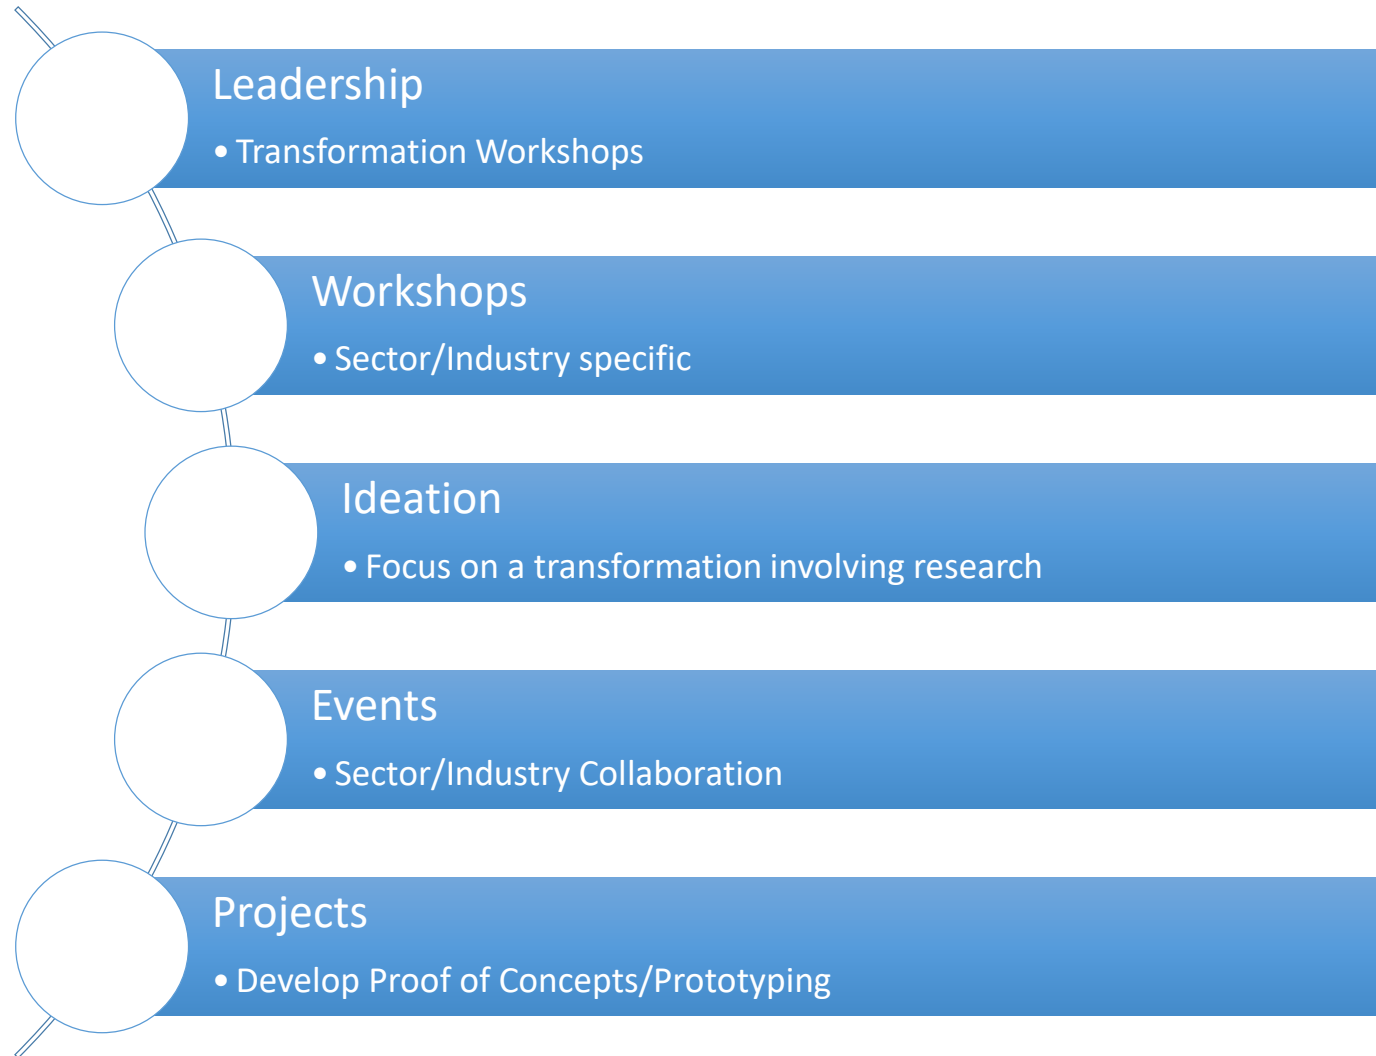 Leadership
• Transformation Workshops
Workshops
• Sector/Industry specific
Ideation
• Focus on a transformation involving research
Events
• Sector/Industry Collaboration
Projects
• Develop Proof of Concepts/Prototyping